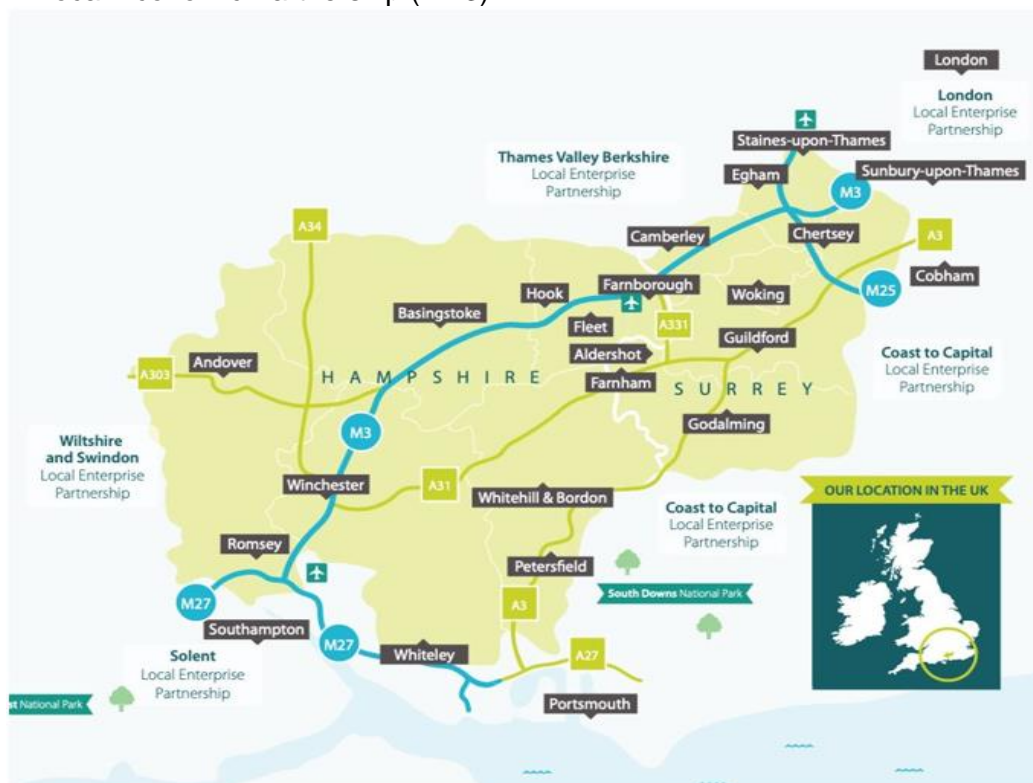 London
London
Local Enterprise
Partnership
Staines-upon-Thames
Thames Valley Berkshire
Local Enterprise
Partnership
Egham
Sunbury-upon-Thames
M3
A34
Camberley
Chertsey
A3
Cobham
Farnborough
Woking
M25
Hook
Basingstoke
Fleet
A331
Guildford
Aldershot
Coast to Capital
Local Enterprise
Partnership
A303
Andover
HAMPSHIRE
Farnham
SURREY
Godalming
M3
Wiltshire
and Swindon
Local Enterprise
Partnership
Winchester
A31
Whitehill & Bordon
OUR LOCATION IN THE UK
Coast to Capital
Local Enterprise
Partnership
Romsey
Petersfield
South Downs National Park
M27
A3
Southampton
M27
Whiteley
A27
Solent
Local Enterprise
Partnership
National Park
Portsmouth